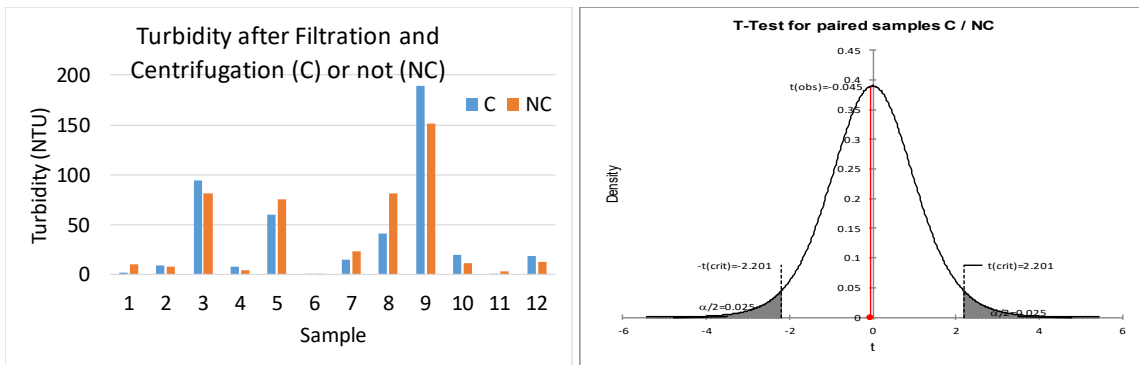 Turbidity after Filtration and
Centrifugation (C) or not (NC)
200
150
100
50
0
Turbidity (NTU)
C NC
1 2 3 4 5 6 7 8 9 10 11 12
Sample
T-Test for paired samples C / NC
0.45
0.4
0.35
0.3
0.25
0.2
0.15
0.1
0.05
0
Density
t(obs)=-0.045
-t(crit)=-2.201
t(crit)=2.201
α/2=0.025
α/2=0.025
-6 -4 -2 0 2 4 6
t